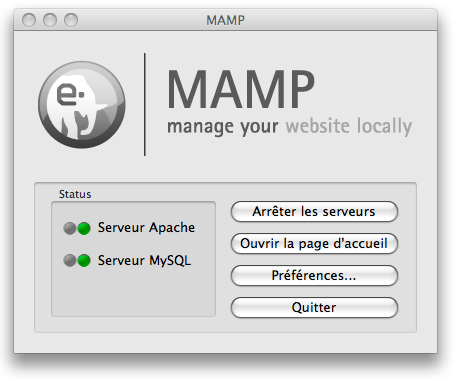 MAMP
e.
MAMP
manage your website locally
Status
Serveur Apache
Serveur MySQL
Arrêter les serveurs
Ouvrir la page d'accueil
Préférences...
Quitter